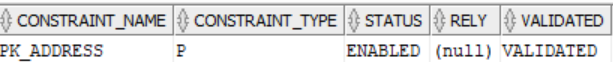 CONSTRAINT_NAME CONSTRAINT_TYPE STATUS RELY VALIDATED
PK_ADDRESS P ENABLED (null) VALIDATED